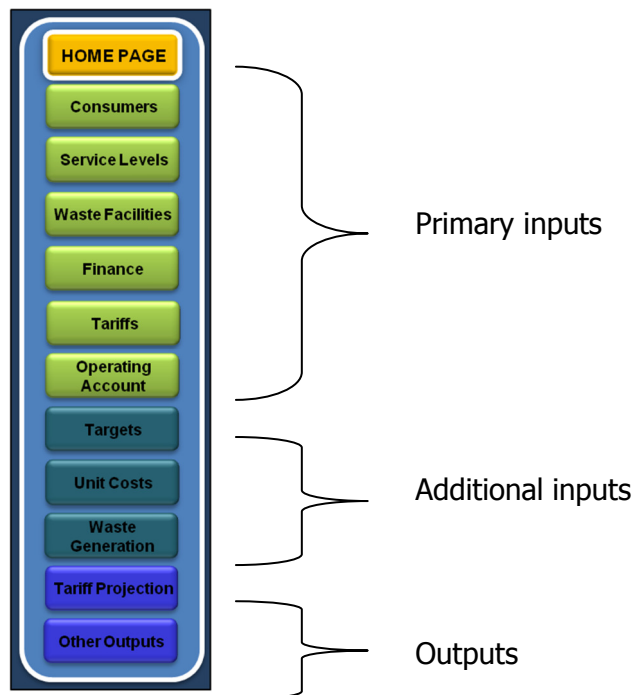 HOME PAGE
Consumers
Service Levels
Waste Facilities
Finance
Tariffs
Operating
Account
Targets
Unit Costs
Waste
Generation
Tariff Projection
Other Outputs
Primary inputs
Additional inputs
Outputs